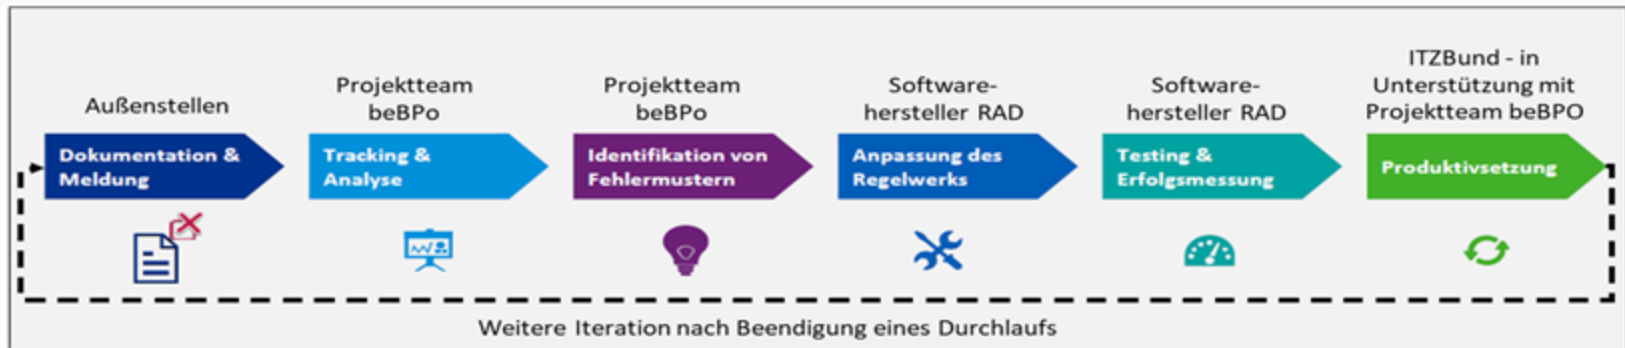 Außenstellen
Dokumentation &
Meldung
Projektteam
beBPo
Tracking &
Analyse
Projektteam
beBPo
Identifikation von
Fehlermustern
Software-
hersteller RAD
Anpassung des
Regelwerks
Software-
hersteller RAD
Testing &
Erfolgsmessung
ITZBund - in
Unterstützung mit
Projektteam beBPO
Produktivsetzung
Weitere Iteration nach Beendigung eines Durchlaufs